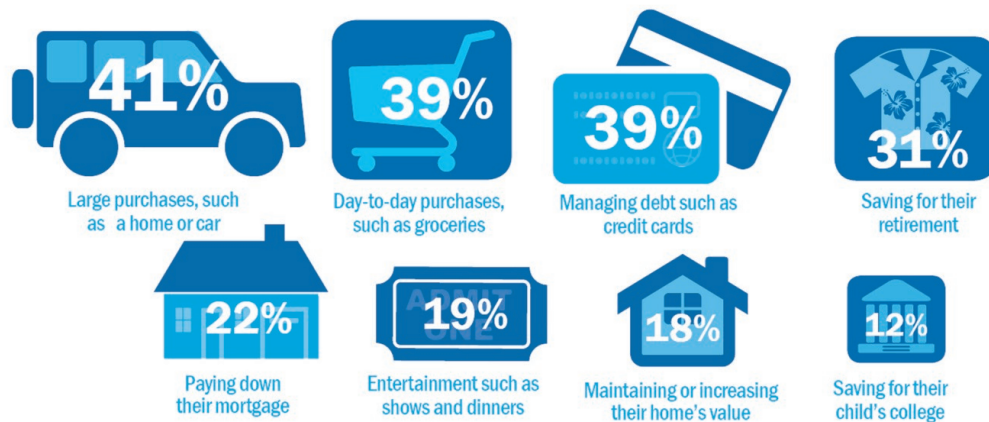 41%
39%
39%
31%
Large purchases, such
as a home or car
Day-to-day purchases,
such as groceries
Managing debt such as
credit cards
Saving for their
retirement
22%
ADMIT
ONE
19%
18%
12%
Paying down
their mortgage
Entertainment such as
shows and dinners
Maintaining or increasing
their home's value
Saving for their
child's college